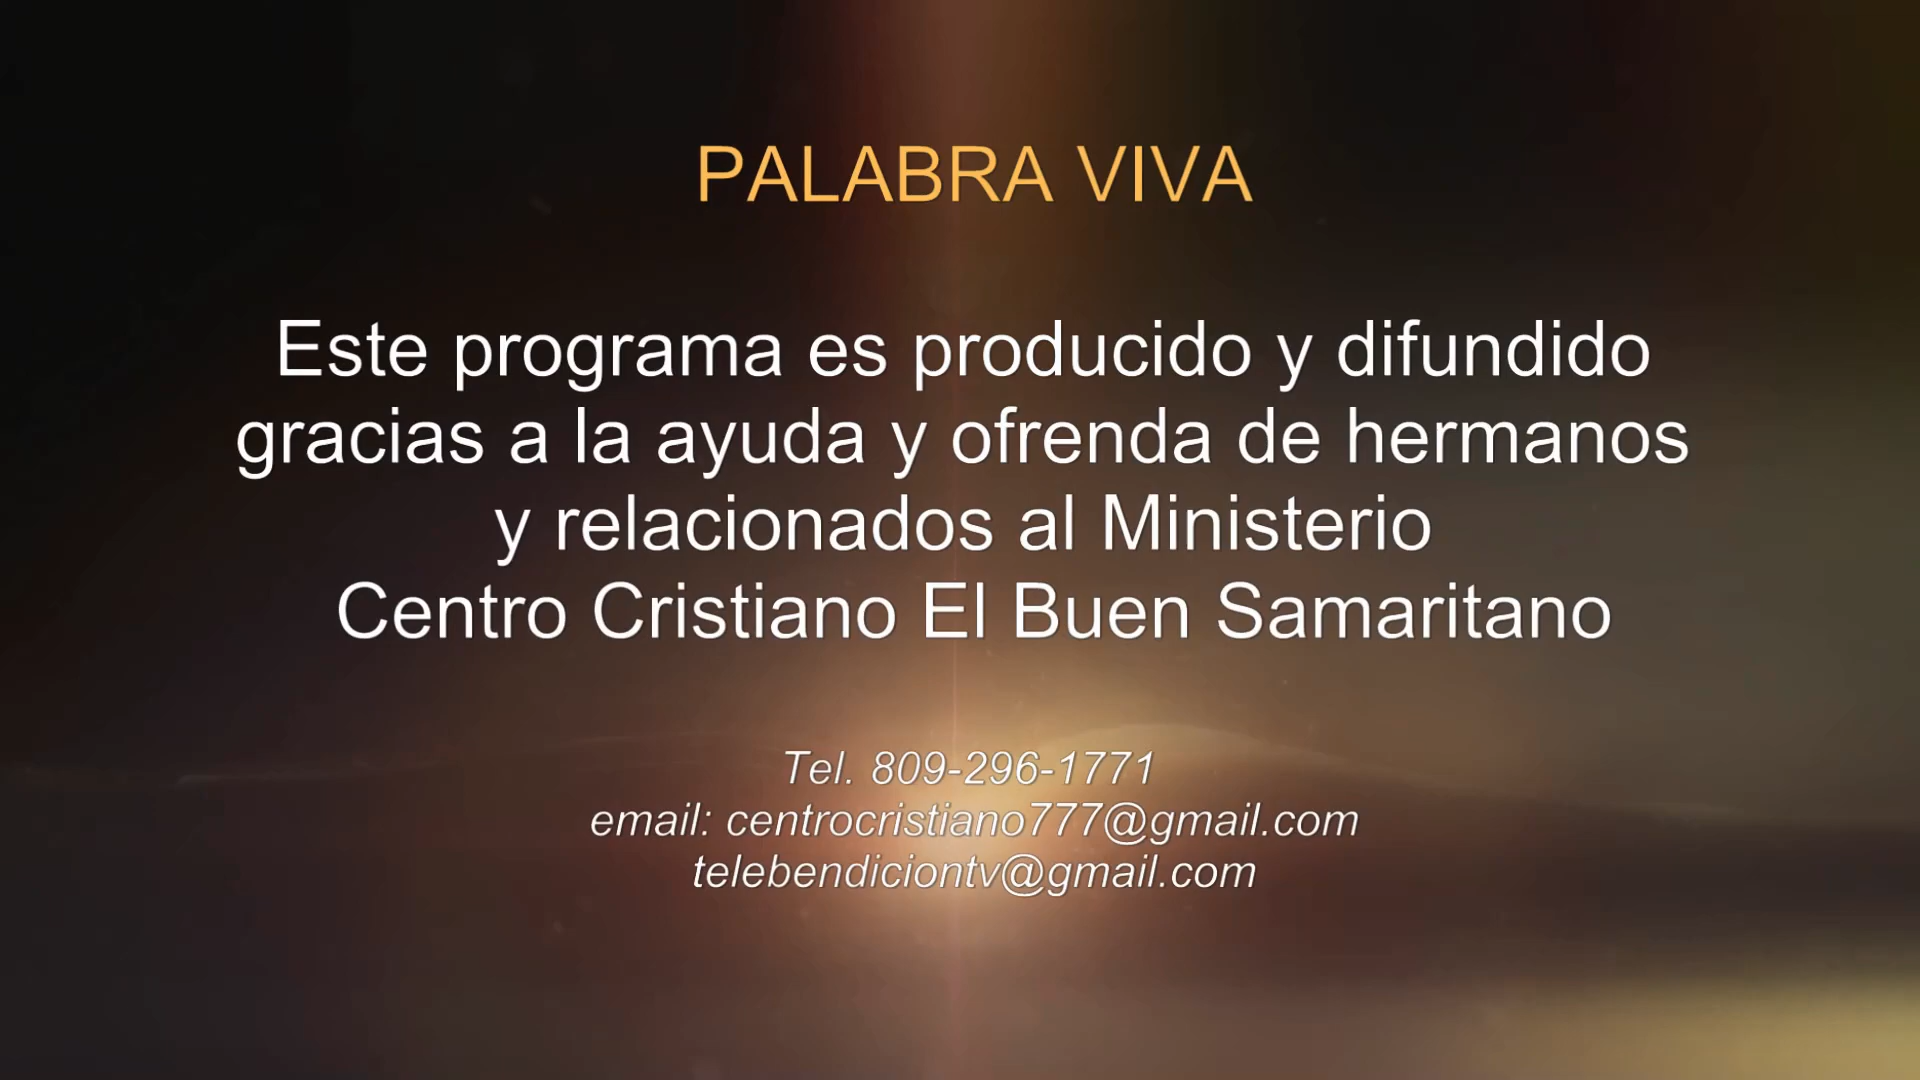 PALABRA VIVA
Este programa es producido y difundido
gracias a la ayuda y ofrenda de hermanos
y relacionados al Ministerio
Centro Cristiano El Buen Samaritano
Tel. 809-296-1771
email: centrocristiano777@gmail.com
telebendiciontv@gmail.com